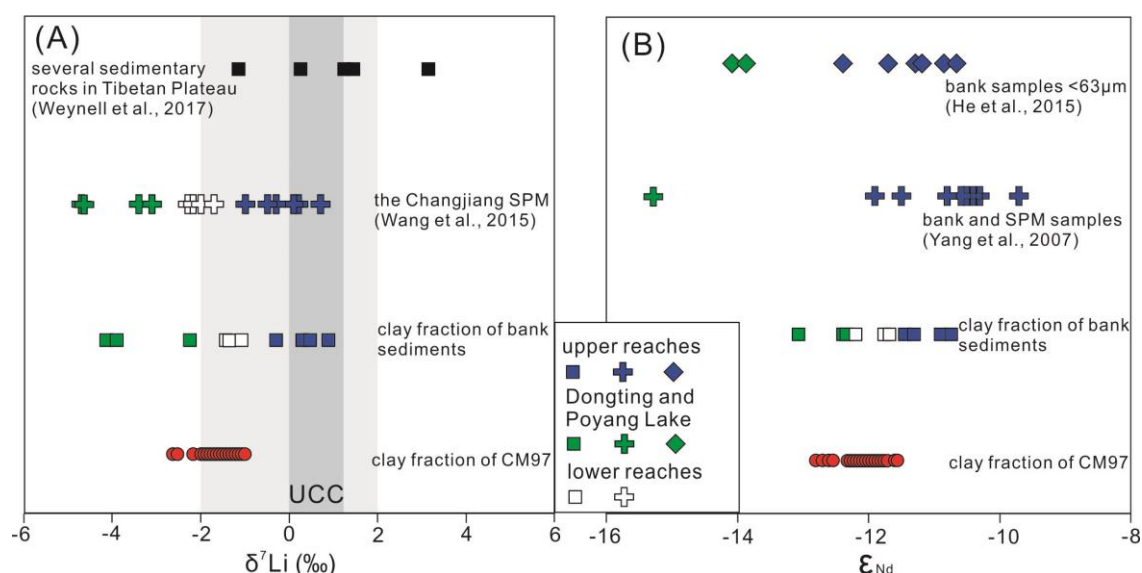 (A)
several sedimentary
rocks in Tibetan Plateau
(Weynell et al., 2017)
the Changjiang SPM
(Wang et al., 2015)
clay fraction of bank
sediments
clay fraction of CM97
UCC
-6 -4 -2 0 2 4 6
δ⁷Li (‰)
(B)
bank samples <63μm
(He et al., 2015)
bank and SPM samples
(Yang et al., 2007)
clay fraction of bank
sediments
clay fraction of CM97
upper reaches
Dongting and
Poyang Lake
lower reaches
-16 -14 -12 -10 -8
εNd